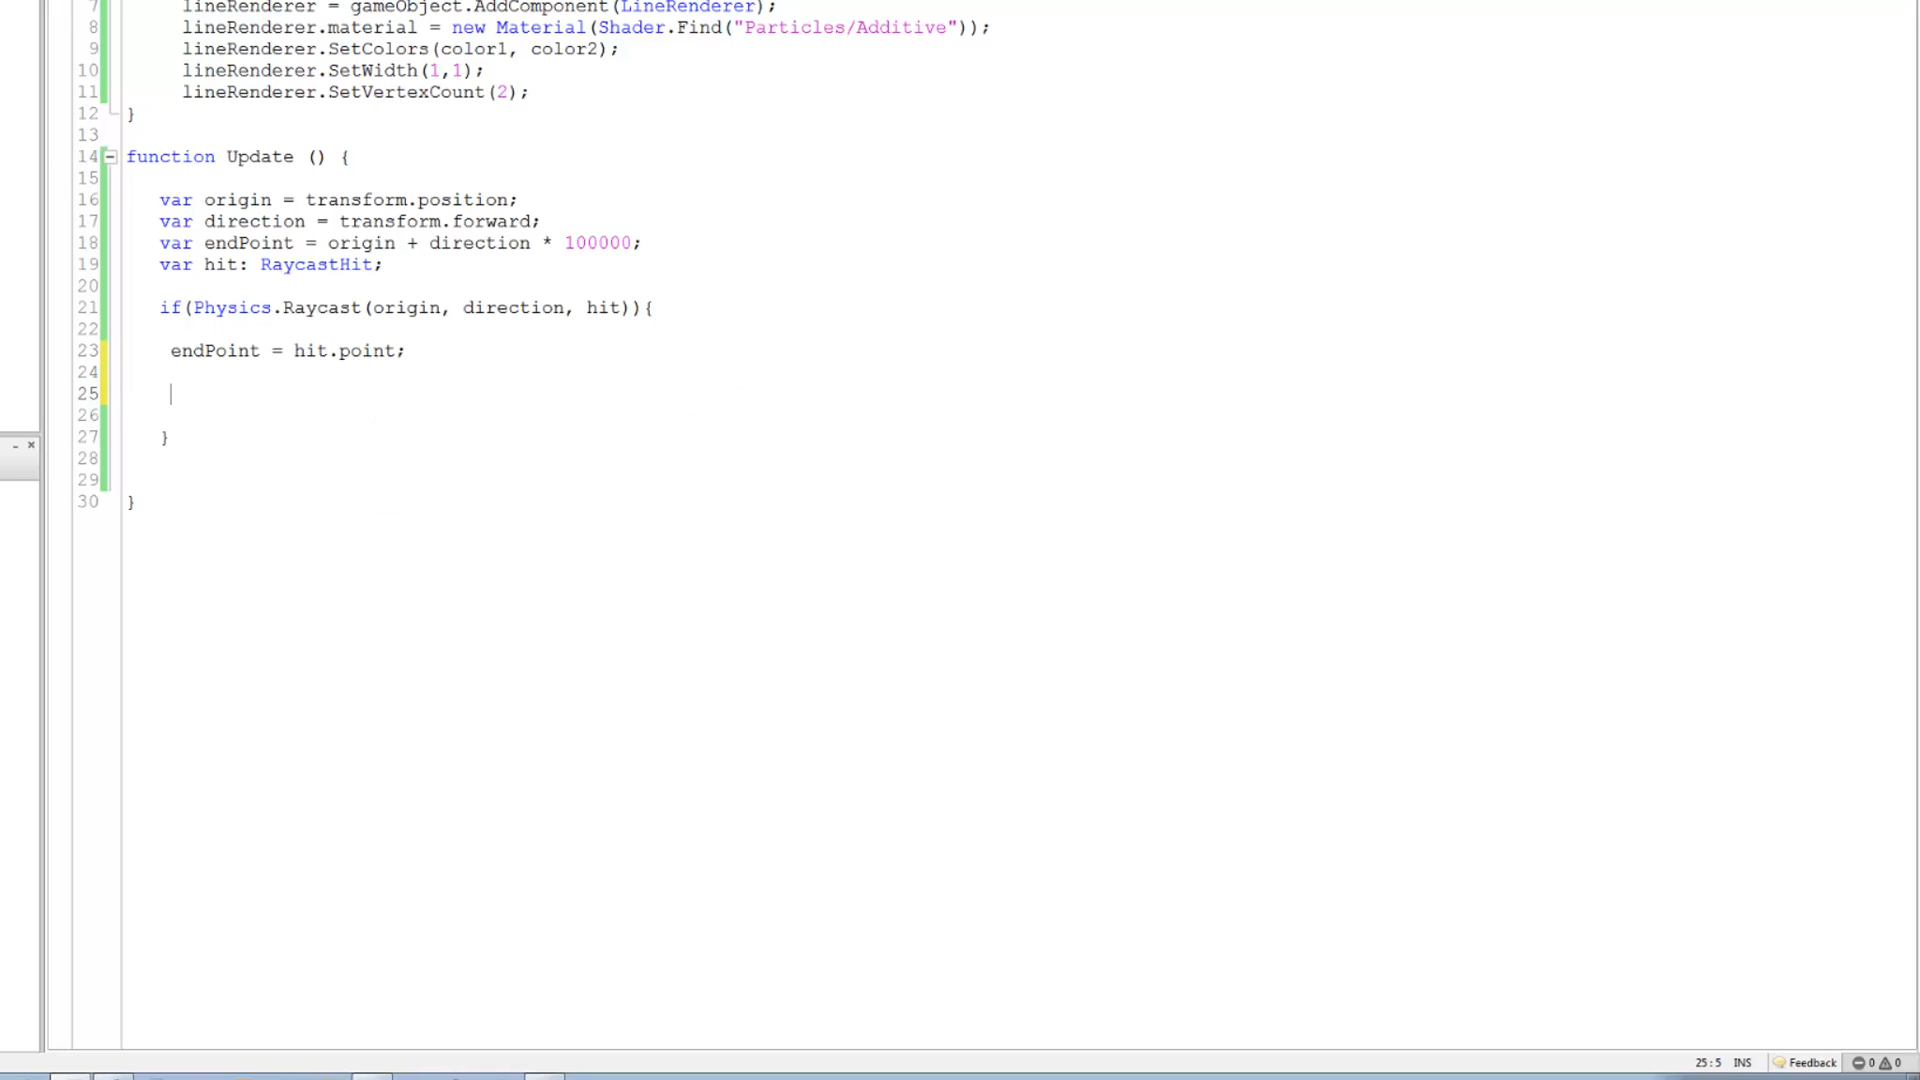 7 lineRenderer = gameObject.AddComponent(LineRenderer);
8 lineRenderer.material = new Material(Shader.Find("Particles/Additive"));
9 lineRenderer.SetColors(color1, color2);
10 lineRenderer.SetWidth(1,1);
11 lineRenderer.SetVertexCount(2);
12 }
13
14 function Update () {
15
16 var origin = transform.position;
17 var direction = transform.forward;
18 var endPoint = origin + direction * 100000;
19 var hit: RaycastHit;
20
21 if(Physics.Raycast(origin, direction, hit)){
22
23 endPoint = hit.point;
24
25
26
27 }
28
29
30 }
25:5 INS Feedback 0 0